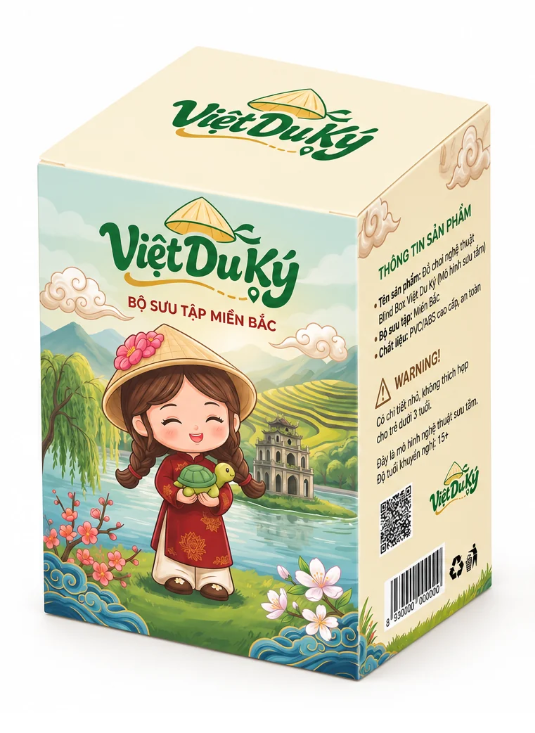 Việt Du Ký
Việt Du Ký
BỘ SƯU TẬP MIỀN BẮC
THÔNG TIN SẢN PHẨM
• Tên sản phẩm: Đồ chơi nghệ thuật
Blind Box Việt Du Ký (Mô hình sưu tầm)
• Bộ sưu tập: Miền Bắc
• Chất liệu: PVC/ABS cao cấp, an toàn
WARNING!
Có chi tiết nhỏ, không thích hợp
cho trẻ dưới 3 tuổi.
Đây là mô hình nghệ thuật sưu tầm.
Độ tuổi khuyến nghị: 15+
Việt Du Ký
8 930000 000000